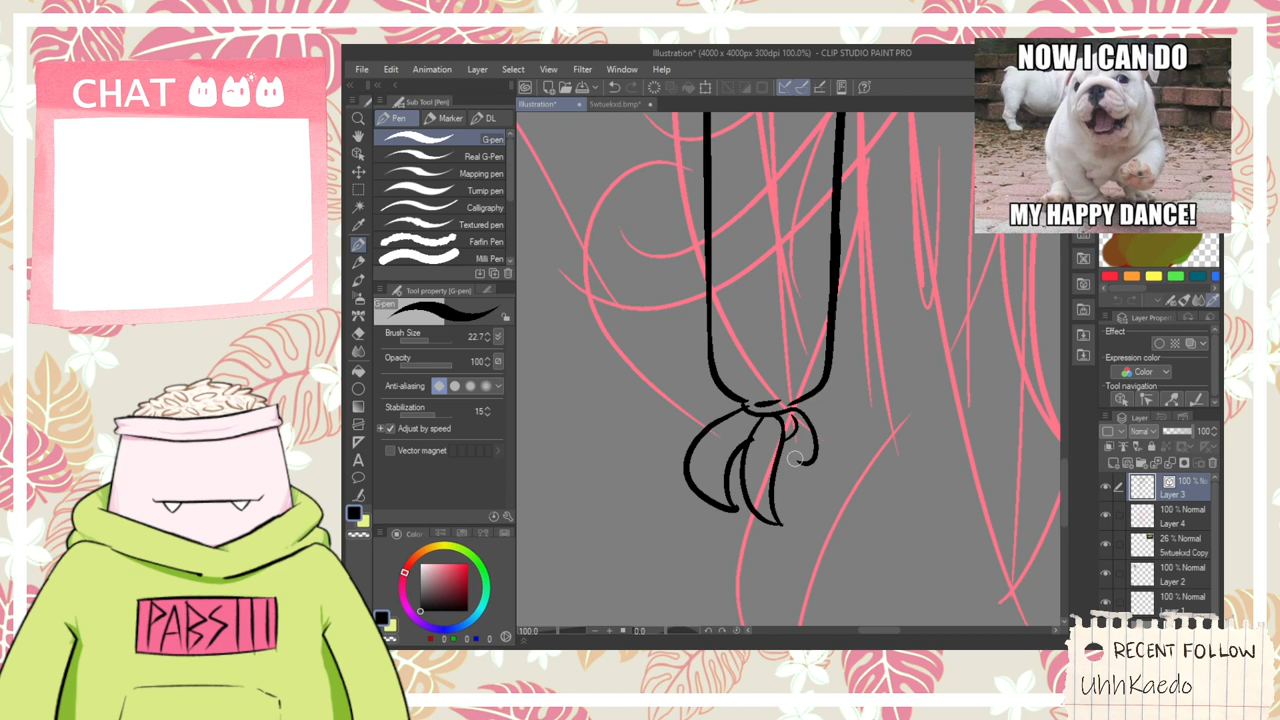 CHAT
Illustration* (4000 x 4000px 300dpi 100.0%) - CLIP STUDIO PAINT PRO
File Edit Animation Layer Select View Filter Window Help
Sub Tool [Pen]
Illustration*
5wtuekxd.bmp*
Pen Marker DL
G-pen
Real G-Pen
Mapping pen
Turnip pen
Calligraphy
Textured pen
Farfin Pen
Milli Pen
Tool property [G-pen]
G-pen
Brush Size 22.7
Opacity 100
Anti-aliasing
Stabilization 15
Adjust by speed
Vector magnet
Color
0 0 0
100.0 0.0
NOW I CAN DO
MY HAPPY DANCE!
Layer Proper
Effect
Expression color
Color
Tool navigation
Layer
Normal 100
100 % No
Layer 3
100 % Normal
Layer 4
26 % Normal
5wtuekxd Copy
100 % Normal
Layer 2
100 % Normal
Layer 1
PABS
RECENT FOLLOW
UhhKaedo